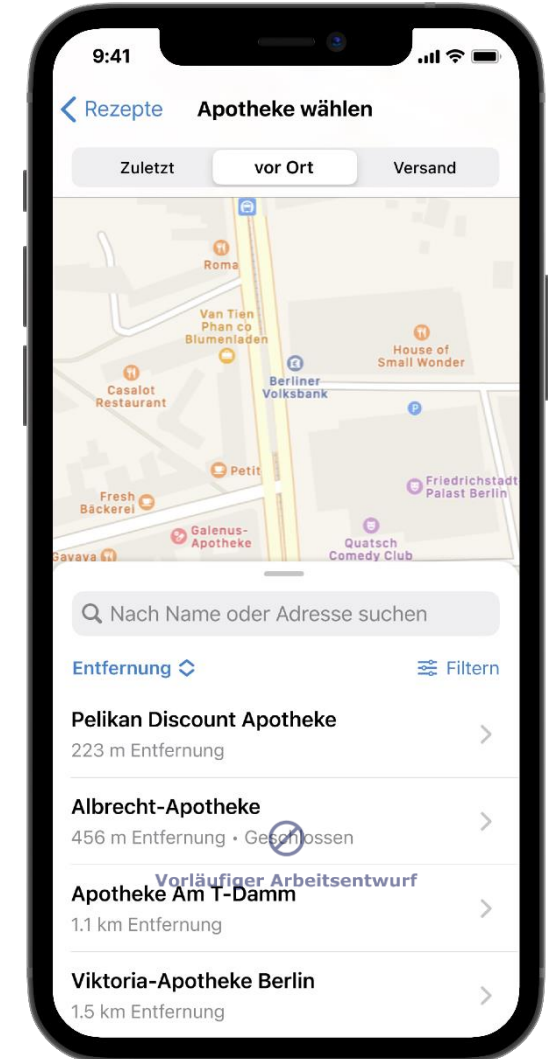 9:41
Rezepte
Apotheke wählen
Zuletzt
vor Ort
Versand
Roma
Van Tien
Phan co
Blumenladen
House of
Small Wonder
Berliner
Volksbank
Casalot
Restaurant
P
Petit
Friedrichstadt
Palast Berlin
Fresh
Bäckerei
Galenus-
Apotheke
Quatsch
Comedy Club
Gavava
Nach Name oder Adresse suchen
Entfernung
Filtern
Pelikan Discount Apotheke
223 m Entfernung
Albrecht-Apotheke
456 m Entfernung • Geschlossen
Vorläufiger Arbeitsentwurf
Apotheke Am T-Damm
1.1 km Entfernung
Viktoria-Apotheke Berlin
1.5 km Entfernung